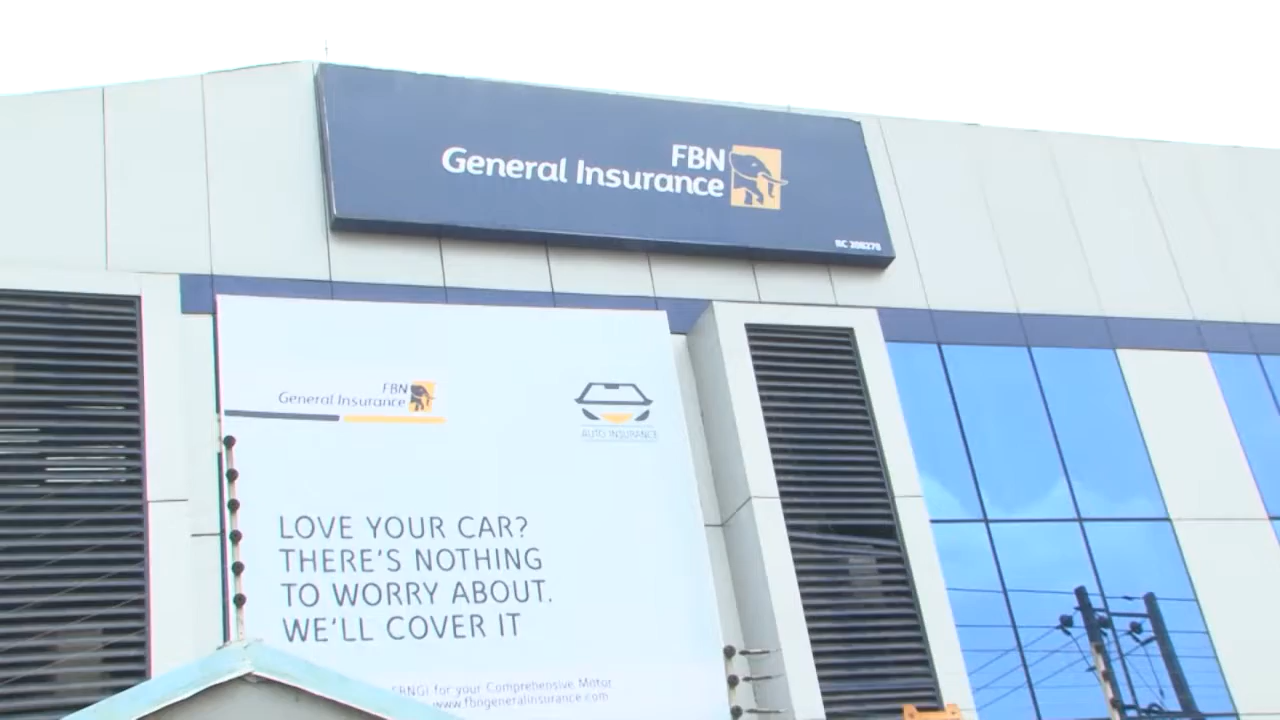 FBN
General Insurance
FBN
General Insurance
AUTO INSURANCE
LOVE YOUR CAR?
THERE'S NOTHING
TO WORRY ABOUT.
WE'LL COVER IT
for your Comprehensive Motor
www.fbngeneralinsurance.com